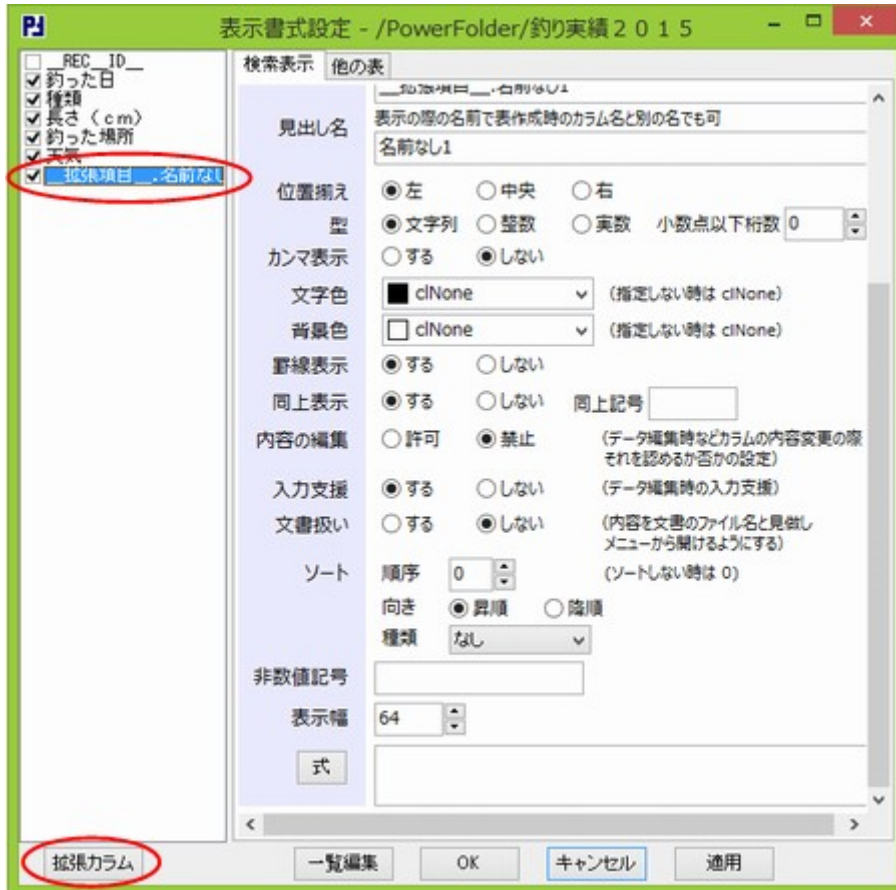 PJ
表示書式設定 - /PowerFolder/釣り実績２０１５
__REC__ID__
釣った日
種類
長さ（ｃｍ）
釣った場所
天気
__拡張項目__.名前なし
検索表示 他の表
__拡張項目__.名前なし1
見出し名 表示の際の名前で表作成時のカラム名と別の名でも可
名前なし1
位置揃え 左 中央 右
型 文字列 整数 実数 小数点以下桁数 0
カンマ表示 する しない
文字色 clNone (指定しない時は clNone)
背景色 clNone (指定しない時は clNone)
罫線表示 する しない
同上表示 する しない 同上記号
内容の編集 許可 禁止 (データ編集時などカラムの内容変更の際
それを認めるか否かの設定)
入力支援 する しない (データ編集時の入力支援)
文書扱い する しない (内容を文書のファイル名と見做し
メニューから開けるようにする)
ソート 順序 0 (ソートしない時は 0)
向き 昇順 降順
種類 なし
非数値記号
表示幅 64
式
拡張カラム 一覧編集 OK キャンセル 適用